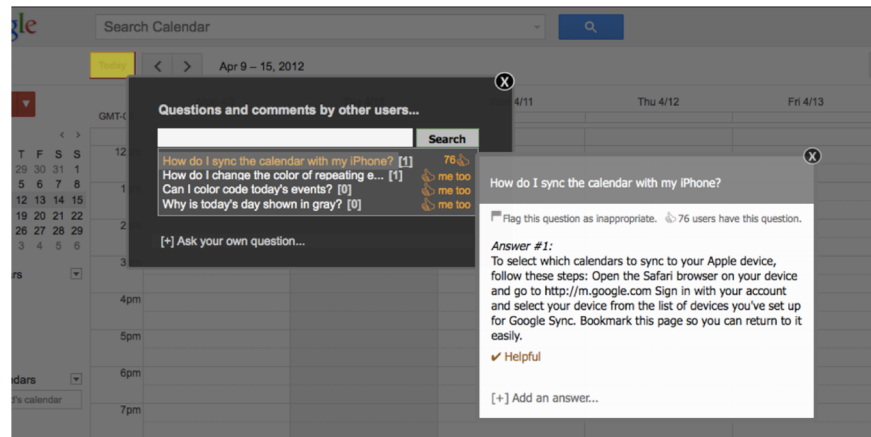 gle
Search Calendar
Today
Apr 9 – 15, 2012
4/11
Thu 4/12
Fri 4/13
GMT-0
T F S S
29 30 31 1
5 6 7 8
12 13 14 15
19 20 21 22
26 27 28 29
3 4 5 6
rs
dars
d's calendar
12
1
2
3
4pm
5pm
6pm
7pm
X
Questions and comments by other users...
Search
How do I sync the calendar with my iPhone? [1] 76
How do I change the color of repeating e... [1] me too
Can I color code today's events? [0] me too
Why is today's day shown in gray? [0] me too
[+] Ask your own question...
X
How do I sync the calendar with my iPhone?
Flag this question as inappropriate. 76 users have this question.
Answer #1:
To select which calendars to sync to your Apple device,
follow these steps: Open the Safari browser on your device
and go to http://m.google.com Sign in with your account
and select your device from the list of devices you've set up
for Google Sync. Bookmark this page so you can return to it
easily.
✔ Helpful
[+] Add an answer...